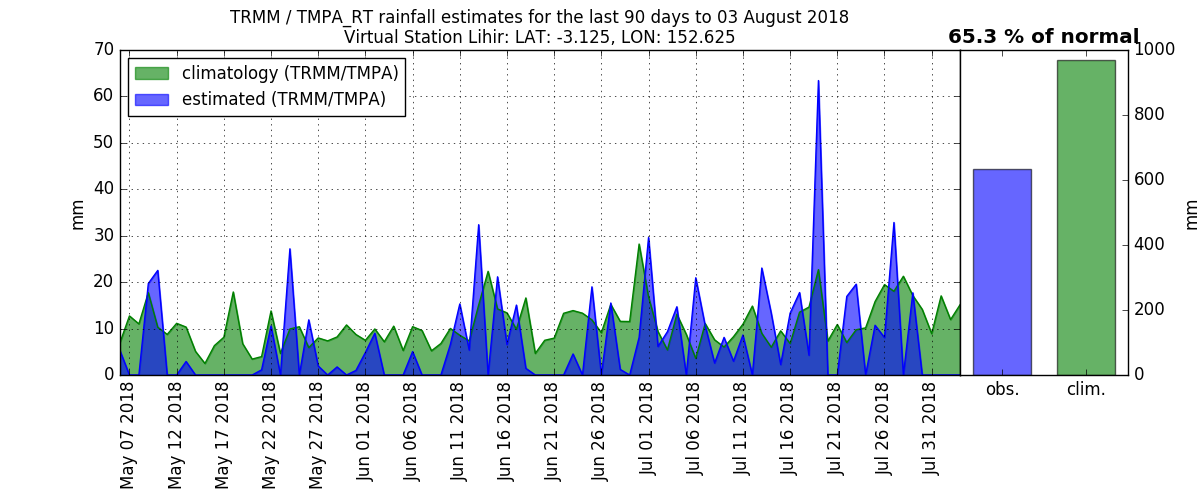 TRMM / TMPA_RT rainfall estimates for the last 90 days to 03 August 2018
Virtual Station Lihir: LAT: -3.125, LON: 152.625
65.3 % of normal
climatology (TRMM/TMPA)
estimated (TRMM/TMPA)
mm
70
60
50
40
30
20
10
0
May 07 2018
May 12 2018
May 17 2018
May 22 2018
May 27 2018
Jun 01 2018
Jun 06 2018
Jun 11 2018
Jun 16 2018
Jun 21 2018
Jun 26 2018
Jul 01 2018
Jul 06 2018
Jul 11 2018
Jul 16 2018
Jul 21 2018
Jul 26 2018
Jul 31 2018
obs.
clim.
1000
800
600
400
200
0
mm